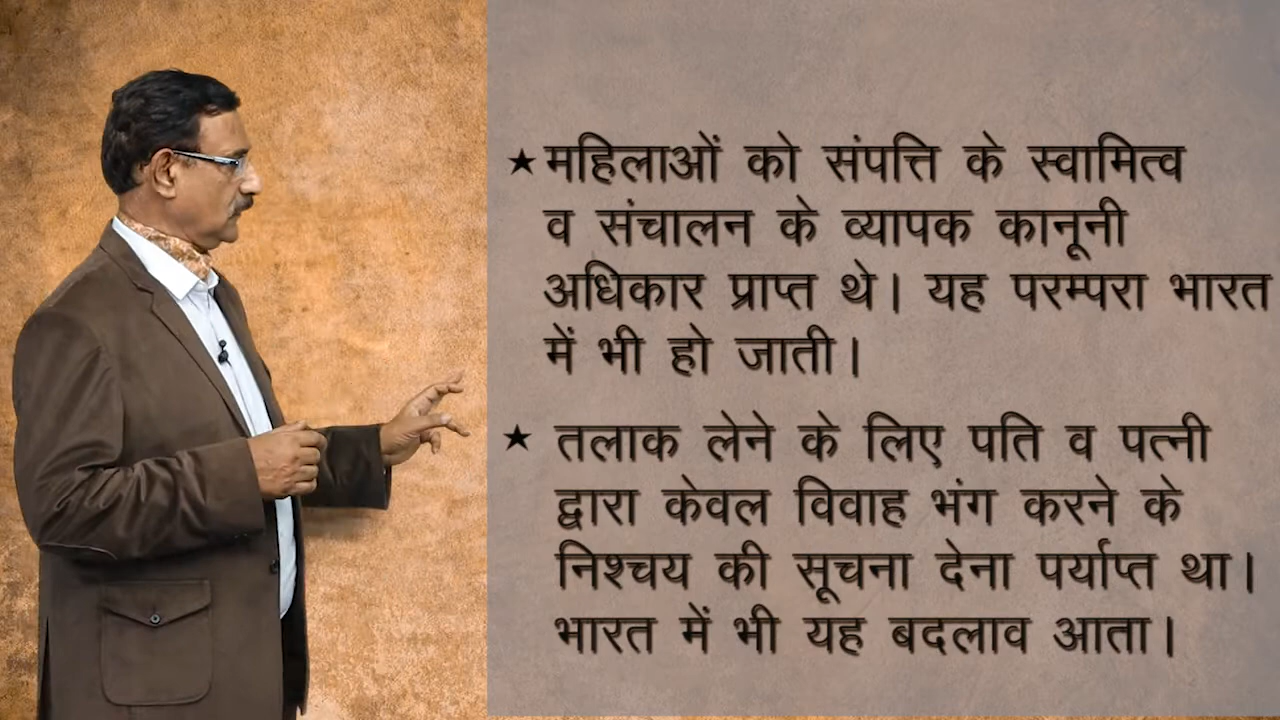 ★ महिलाओं को संपत्ति के स्वामित्व
व संचालन के व्यापक कानूनी
अधिकार प्राप्त थे। यह परम्परा भारत
में भी हो जाती।
★ तलाक लेने के लिए पति व पत्नी
द्वारा केवल विवाह भंग करने के
निश्चय की सूचना देना पर्याप्त था।
भारत में भी यह बदलाव आता।